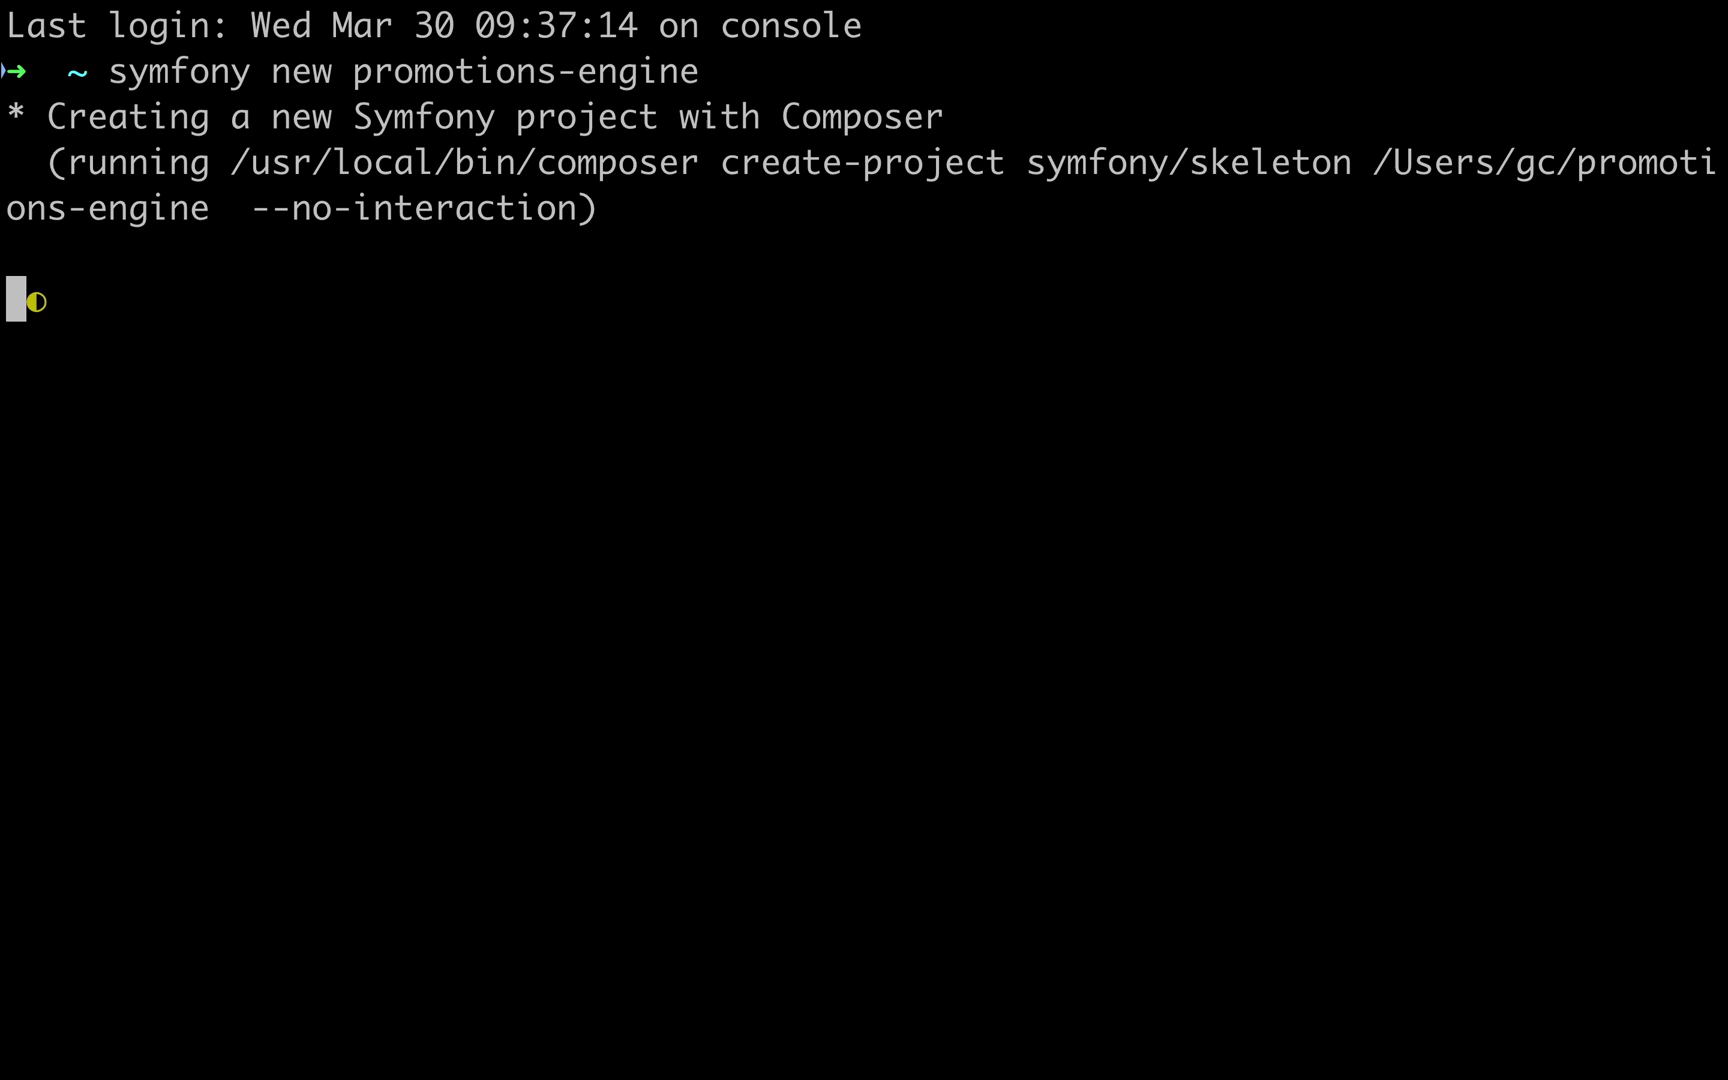 Last login: Wed Mar 30 09:37:14 on console
➜  ~ symfony new promotions-engine
* Creating a new Symfony project with Composer
  (running /usr/local/bin/composer create-project symfony/skeleton /Users/gc/promoti
ons-engine  --no-interaction)